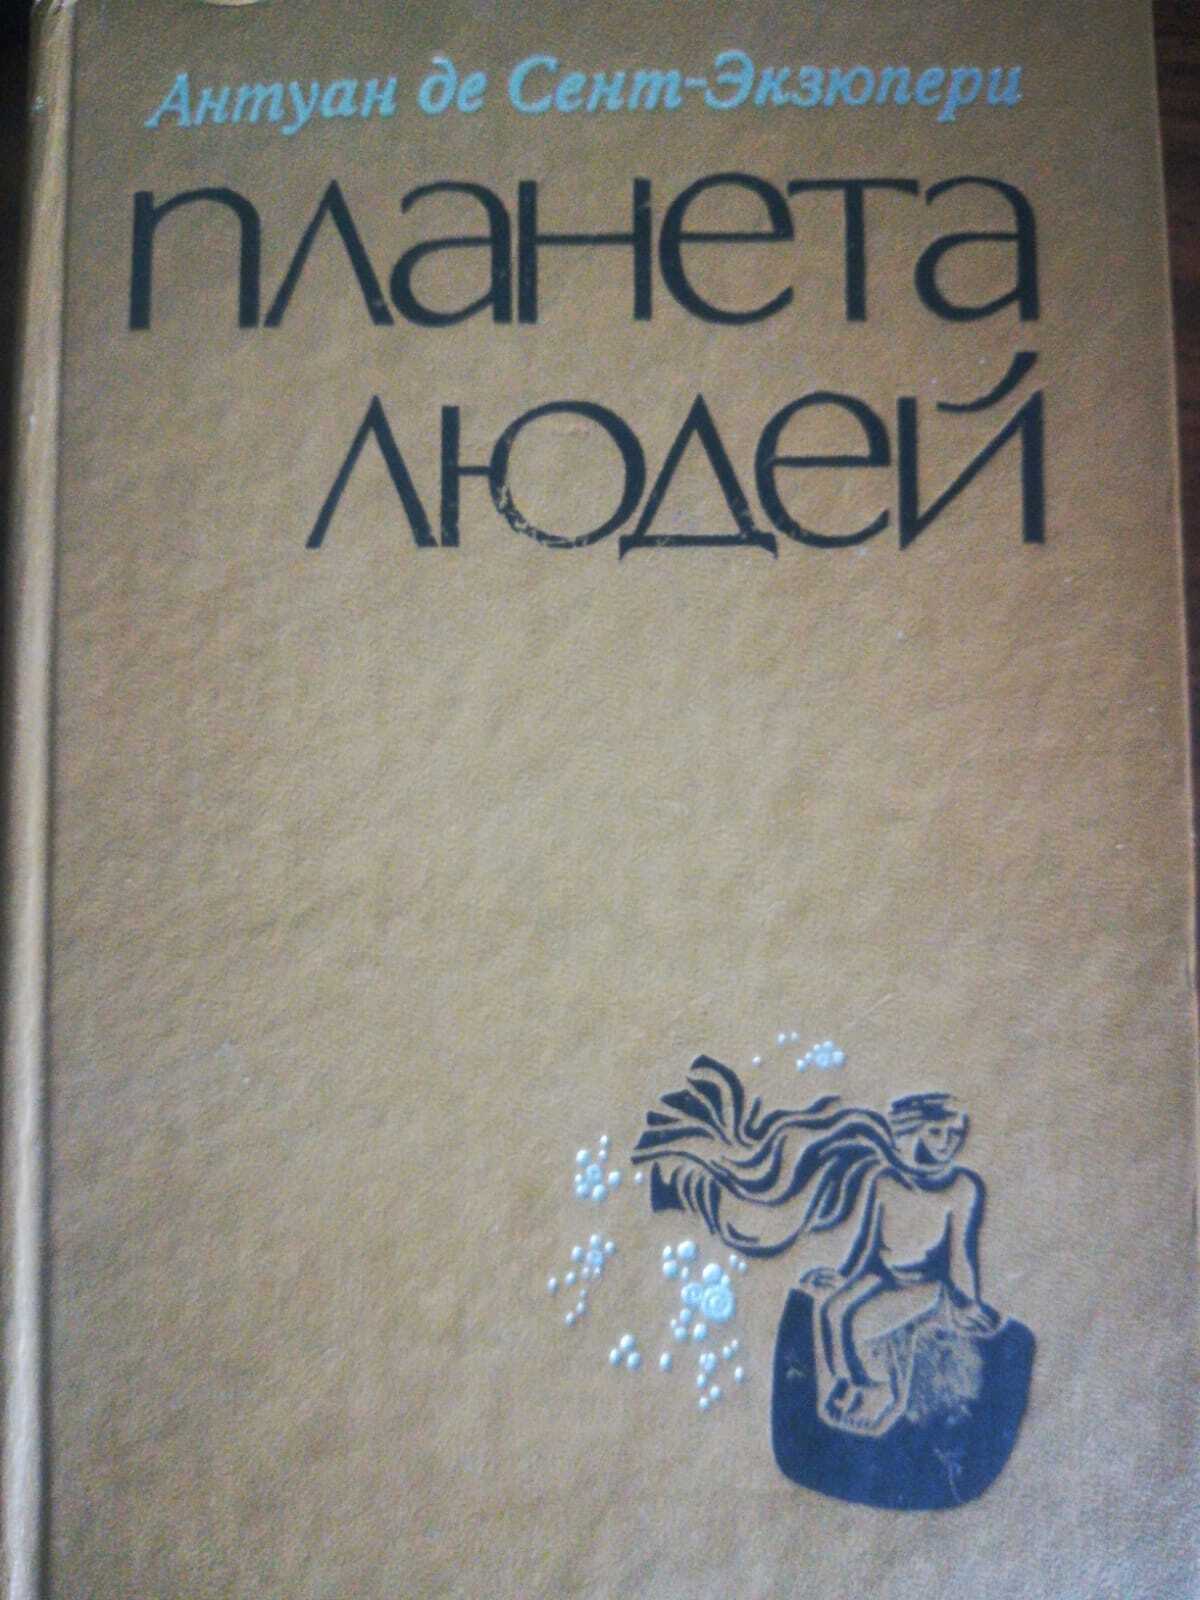 Антуан де Сент-Экзюпери
планета
людей